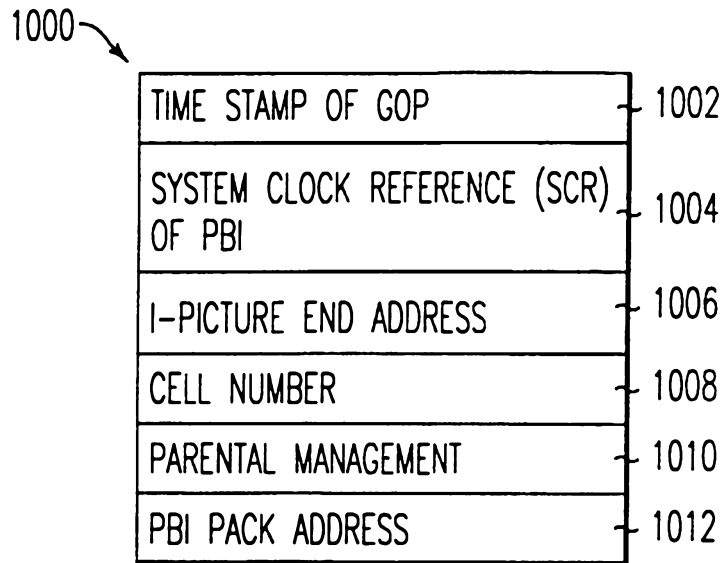 1000
TIME STAMP OF GOP 1002
SYSTEM CLOCK REFERENCE (SCR)
OF PBI 1004
I-PICTURE END ADDRESS 1006
CELL NUMBER 1008
PARENTAL MANAGEMENT 1010
PBI PACK ADDRESS 1012